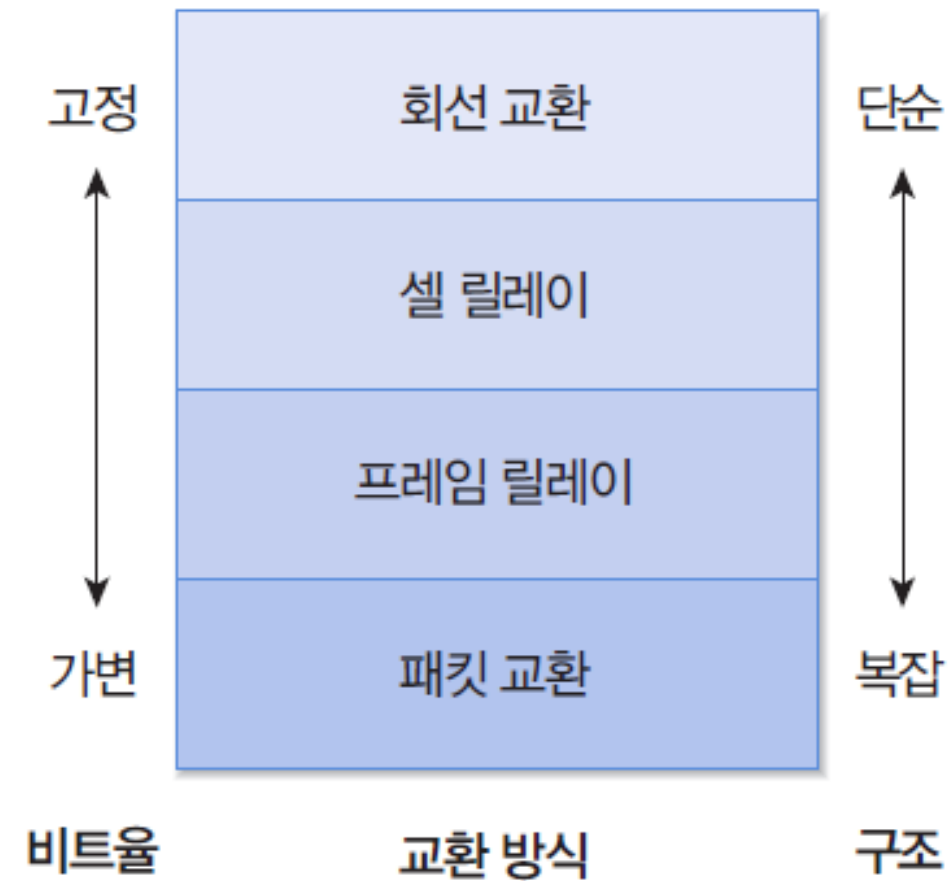 고정 회선 교환 단순
셀 릴레이
프레임 릴레이
가변 패킷 교환 복잡
비트율 교환 방식 구조